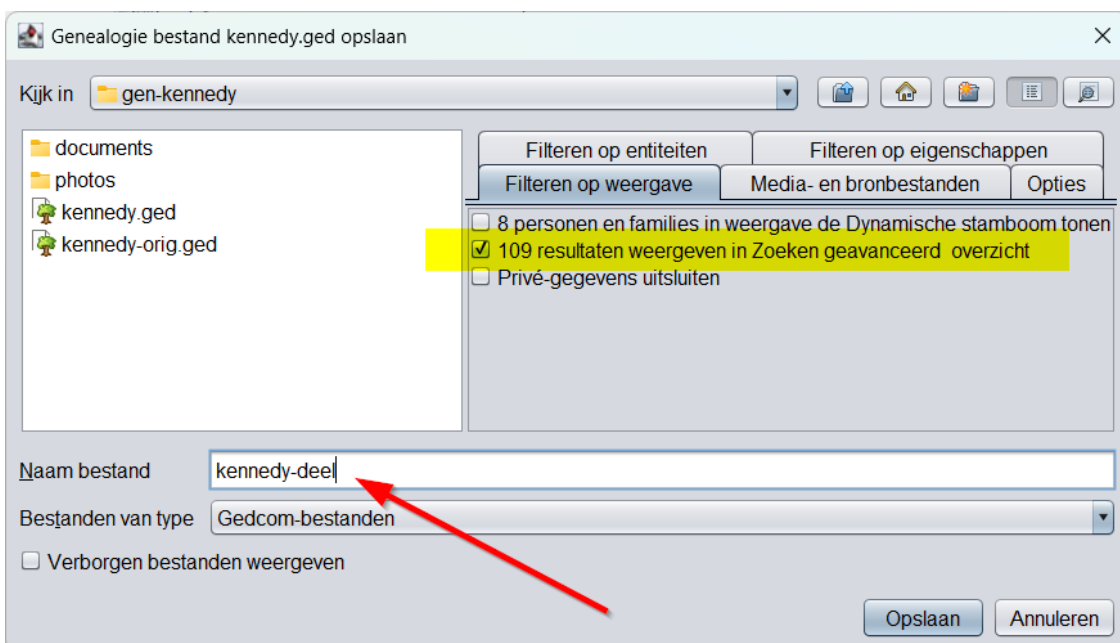 Genealogie bestand kennedy.ged opslaan
Kijk in gen-kennedy
documents
photos
kennedy.ged
kennedy-orig.ged
Filteren op entiteiten Filteren op eigenschappen
Filteren op weergave Media- en bronbestanden Opties
8 personen en families in weergave de Dynamische stamboom tonen
109 resultaten weergeven in Zoeken geavanceerd overzicht
Privé-gegevens uitsluiten
Naam bestand kennedy-deel
Bestanden van type Gedcom-bestanden
Verborgen bestanden weergeven
Opslaan Annuleren